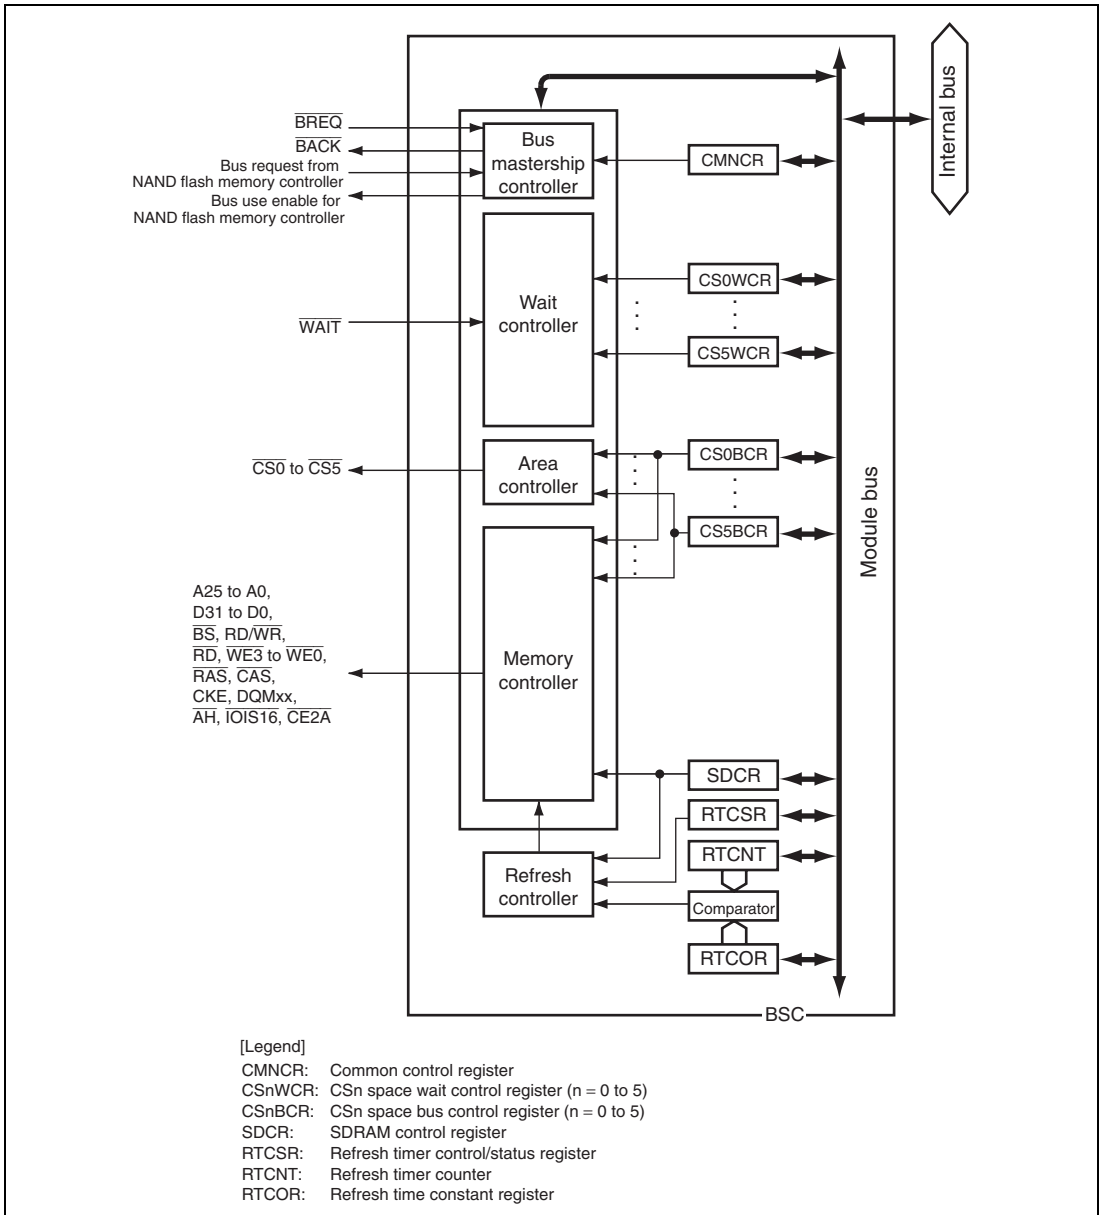 BREQ
BACK
Bus request from
NAND flash memory controller
Bus use enable for
NAND flash memory controller
Bus
mastership
controller
CMNCR
Internal bus
WAIT
Wait
controller
CS0WCR
CS5WCR
CS0 to CS5
Area
controller
CS0BCR
CS5BCR
Module bus
A25 to A0,
D31 to D0,
BS, RD/WR,
RD, WE3 to WE0,
RAS, CAS,
CKE, DQMxx,
AH, IOIS16, CE2A
Memory
controller
SDCR
RTCSR
RTCNT
Comparator
RTCOR
Refresh
controller
BSC
[Legend]
CMNCR: Common control register
CSnWCR: CSn space wait control register (n = 0 to 5)
CSnBCR: CSn space bus control register (n = 0 to 5)
SDCR: SDRAM control register
RTCSR: Refresh timer control/status register
RTCNT: Refresh timer counter
RTCOR: Refresh time constant register